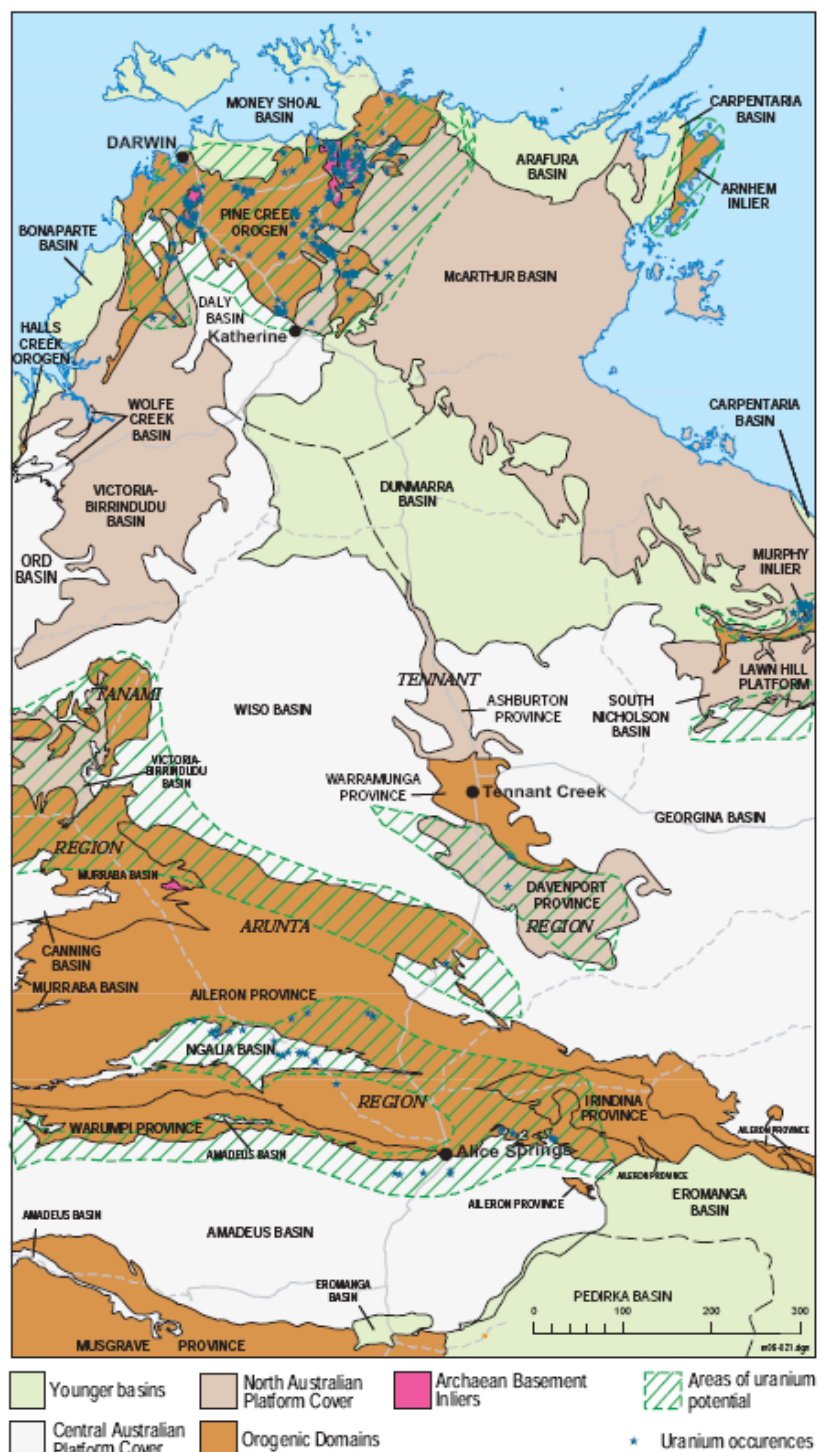 MONEY SHOAL
BASIN
CARPENTARIA
BASIN
DARWIN
ARAFURA
BASIN
ARNHEM
INLIER
PINE CREEK
OROGEN
BONAPARTE
BASIN
McARTHUR BASIN
DALY
BASIN
HALLS
CREEK
OROGEN
Katherine
WOLFE
CREEK
BASIN
CARPENTARIA
BASIN
VICTORIA-
BIRRINDUDU
BASIN
DUNMARRA
BASIN
ORD
BASIN
MURPHY
INLIER
TENNANT
LAWN HILL
PLATFORM
TANAMI
ASHBURTON
PROVINCE
SOUTH
NICHOLSON
BASIN
WISO BASIN
VICTORIA-
BIRRINDUDU
BASIN
WARRAMUNGA
PROVINCE
Tennant Creek
GEORGINA BASIN
REGION
MURRABA BASIN
DAVENPORT
PROVINCE
REGION
ARUNTA
CANNING
BASIN
MURRABA BASIN
AILERON PROVINCE
NGALIA BASIN
REGION
IRINDINA
PROVINCE
WARUMPI PROVINCE
AILERON PROVINCE
AMADEUS BASIN
Alice Springs
AILERON PROVINCE
AILERON PROVINCE
EROMANGA
BASIN
AMADEUS BASIN
AMADEUS BASIN
EROMANGA
BASIN
PEDIRKA BASIN
0 100 200 300
MUSGRAVE PROVINCE
m06-021.dgn
Younger basins
North Australian
Platform Cover
Archaean Basement
Inliers
Areas of uranium
potential
Central Australian
Platform Cover
Orogenic Domains
Uranium occurences